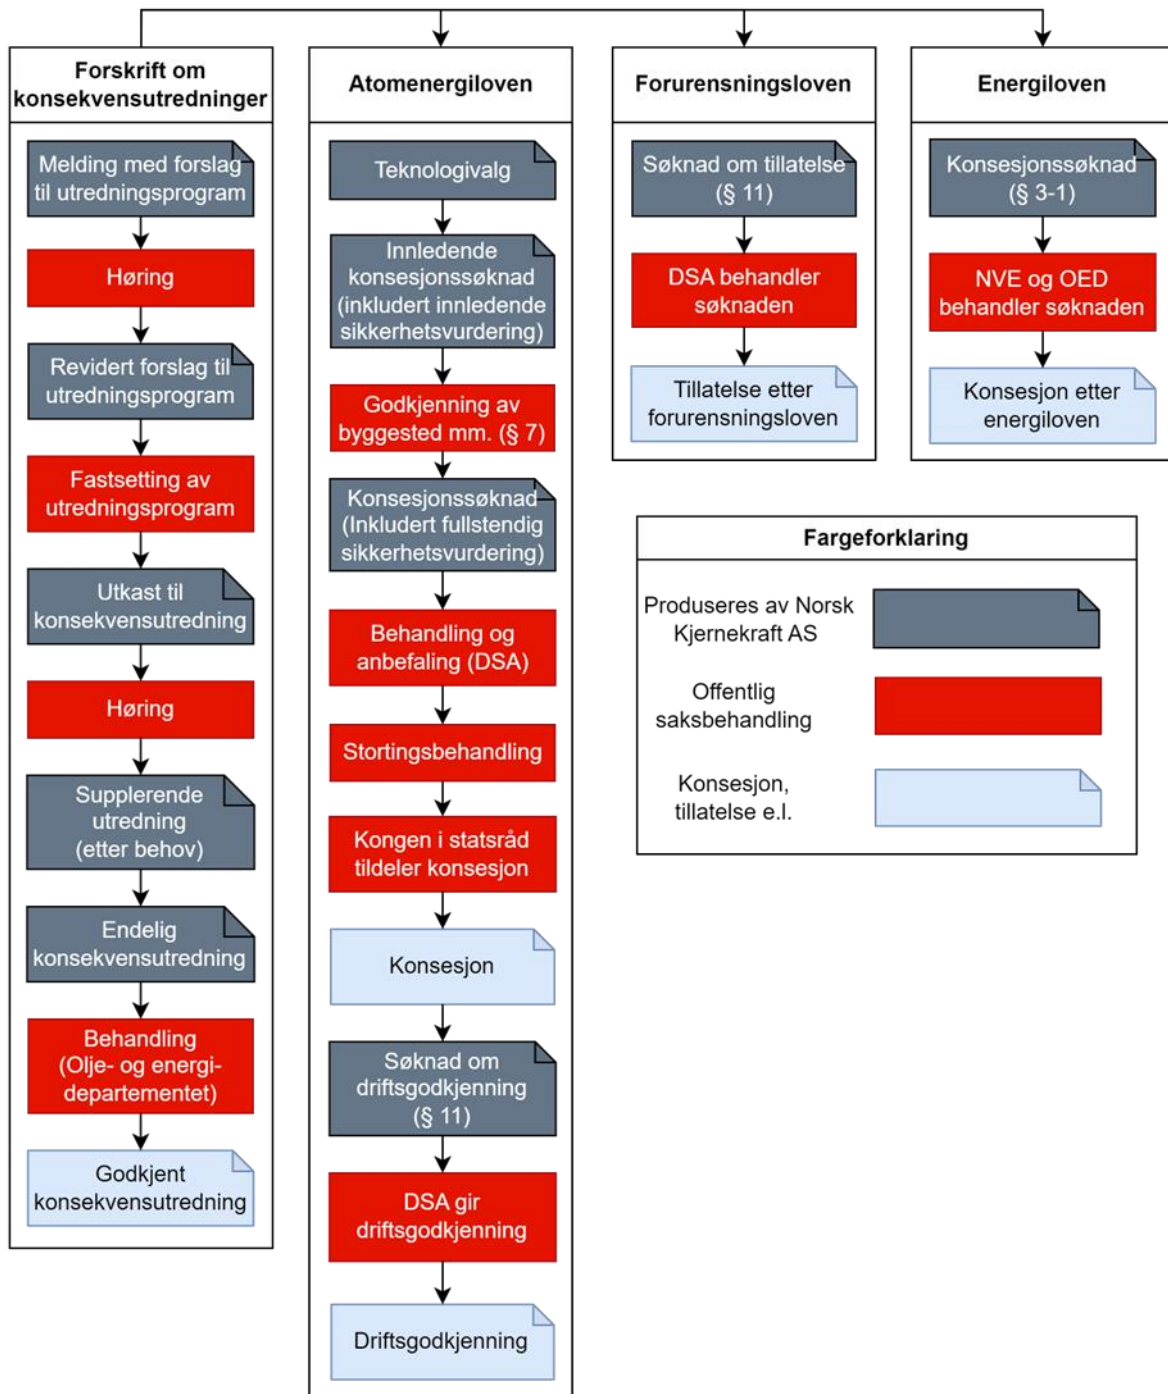 Forskrift om
konsekvensutredninger
Melding med forslag
til utredningsprogram
Høring
Revidert forslag til
utredningsprogram
Fastsetting av
utredningsprogram
Utkast til
konsekvensutredning
Høring
Supplerende
utredning
(etter behov)
Endelig
konsekvensutredning
Behandling
(Olje- og energi-
departementet)
Godkjent
konsekvensutredning
Atomenergiloven
Teknologivalg
Innledende
konsesjonssøknad
(inkludert innledende
sikkerhetsvurdering)
Godkjenning av
byggested mm. (§ 7)
Konsesjonssøknad
(Inkludert fullstendig
sikkerhetsvurdering)
Behandling og
anbefaling (DSA)
Stortingsbehandling
Kongen i statsråd
tildeler konsesjon
Konsesjon
Søknad om
driftsgodkjenning
(§ 11)
DSA gir
driftsgodkjenning
Driftsgodkjenning
Forurensningsloven
Søknad om tillatelse
(§ 11)
DSA behandler
søknaden
Tillatelse etter
forurensningsloven
Energiloven
Konsesjonssøknad
(§ 3-1)
NVE og OED
behandler søknaden
Konsesjon etter
energiloven
Fargeforklaring
Produseres av Norsk
Kjernekraft AS
Offentlig
saksbehandling
Konsesjon,
tillatelse e.l.